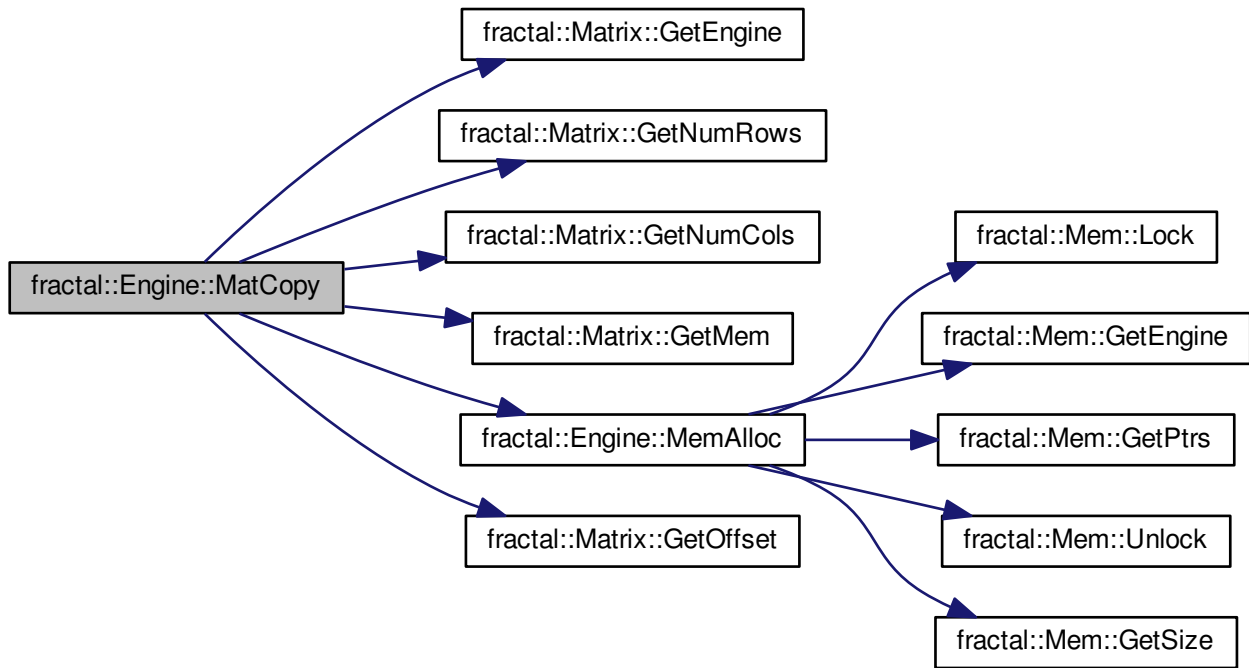 fractal::Matrix::GetEngine
fractal::Matrix::GetNumRows
fractal::Matrix::GetNumCols
fractal::Mem::Lock
fractal::Engine::MatCopy
fractal::Matrix::GetMem
fractal::Mem::GetEngine
fractal::Engine::MemAlloc
fractal::Mem::GetPtrs
fractal::Matrix::GetOffset
fractal::Mem::Unlock
fractal::Mem::GetSize